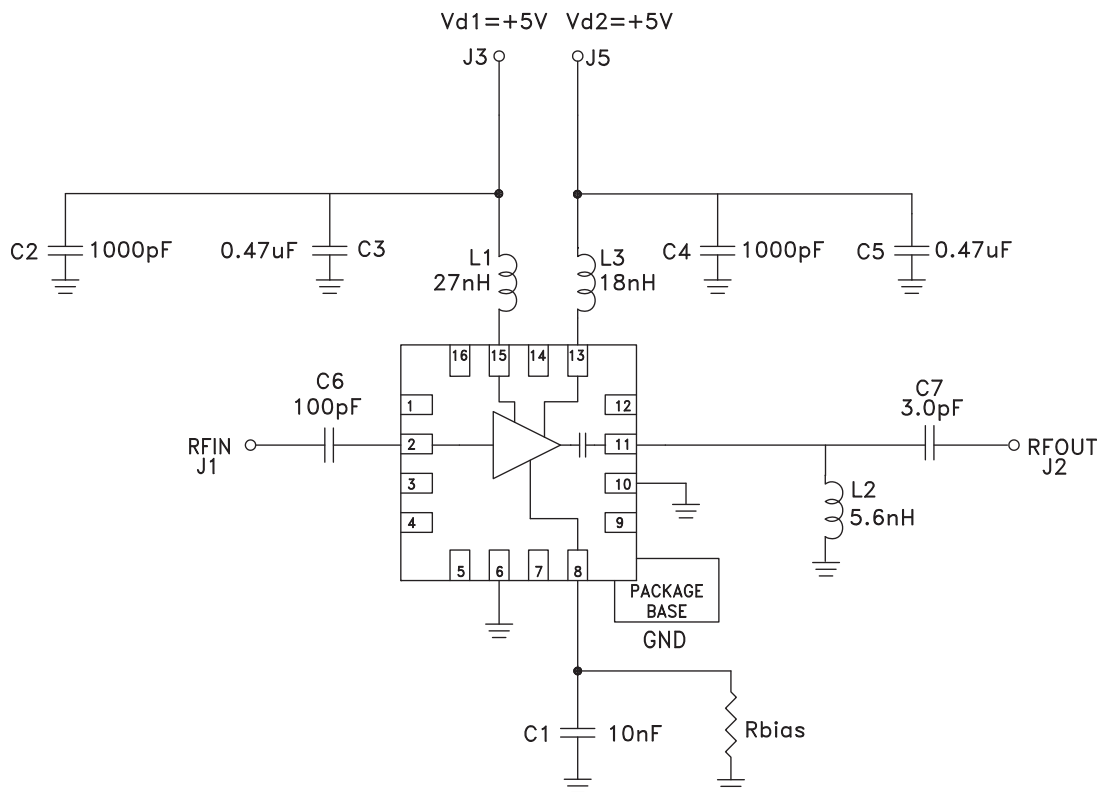 Vd1=+5V Vd2=+5V
J3 J5
C2 1000pF 0.47uF C3
C4 1000pF C5 0.47uF
L1
27nH
L3
18nH
16 15 14 13
1
2
3
4
12
11
10
9
5 6 7 8
C6
100pF
RFIN
J1
C7
3.0pF
RFOUT
J2
L2
5.6nH
PACKAGE
BASE
GND
C1 10nF
Rbias